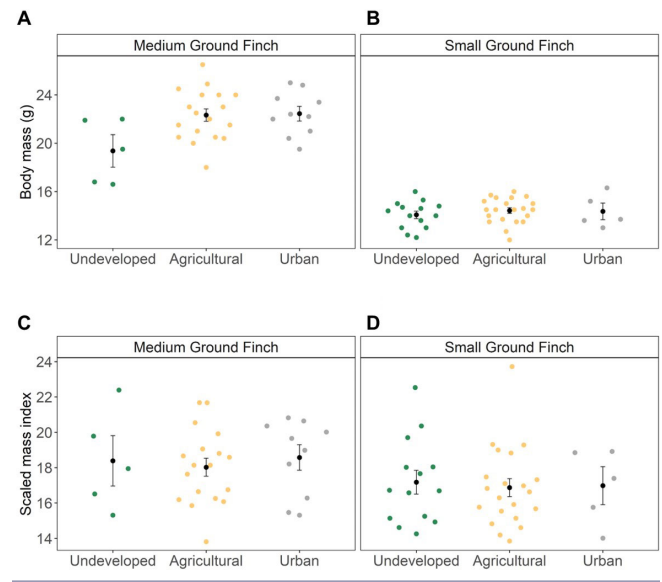 A
B
Medium Ground Finch
Small Ground Finch
Body mass (g)
24
20
16
12
Undeveloped Agricultural Urban
Undeveloped Agricultural Urban
C
D
Medium Ground Finch
Small Ground Finch
Scaled mass index
24
22
20
18
16
14
Undeveloped Agricultural Urban
Undeveloped Agricultural Urban